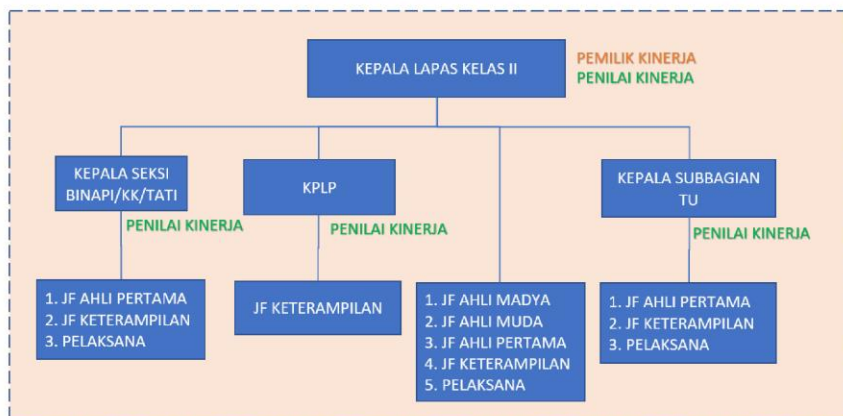 KEPALA LAPAS KELAS II
PEMILIK KINERJA
PENILAI KINERJA
KEPALA SEKSI
BINAPI/KK/TATI
KPLP
KEPALA SUBBAGIAN
TU
PENILAI KINERJA
PENILAI KINERJA
PENILAI KINERJA
1. JF AHLI PERTAMA
2. JF KETERAMPILAN
3. PELAKSANA
JF KETERAMPILAN
1. JF AHLI MADYA
2. JF AHLI MUDA
3. JF AHLI PERTAMA
4. JF KETERAMPILAN
5. PELAKSANA
1. JF AHLI PERTAMA
2. JF KETERAMPILAN
3. PELAKSANA